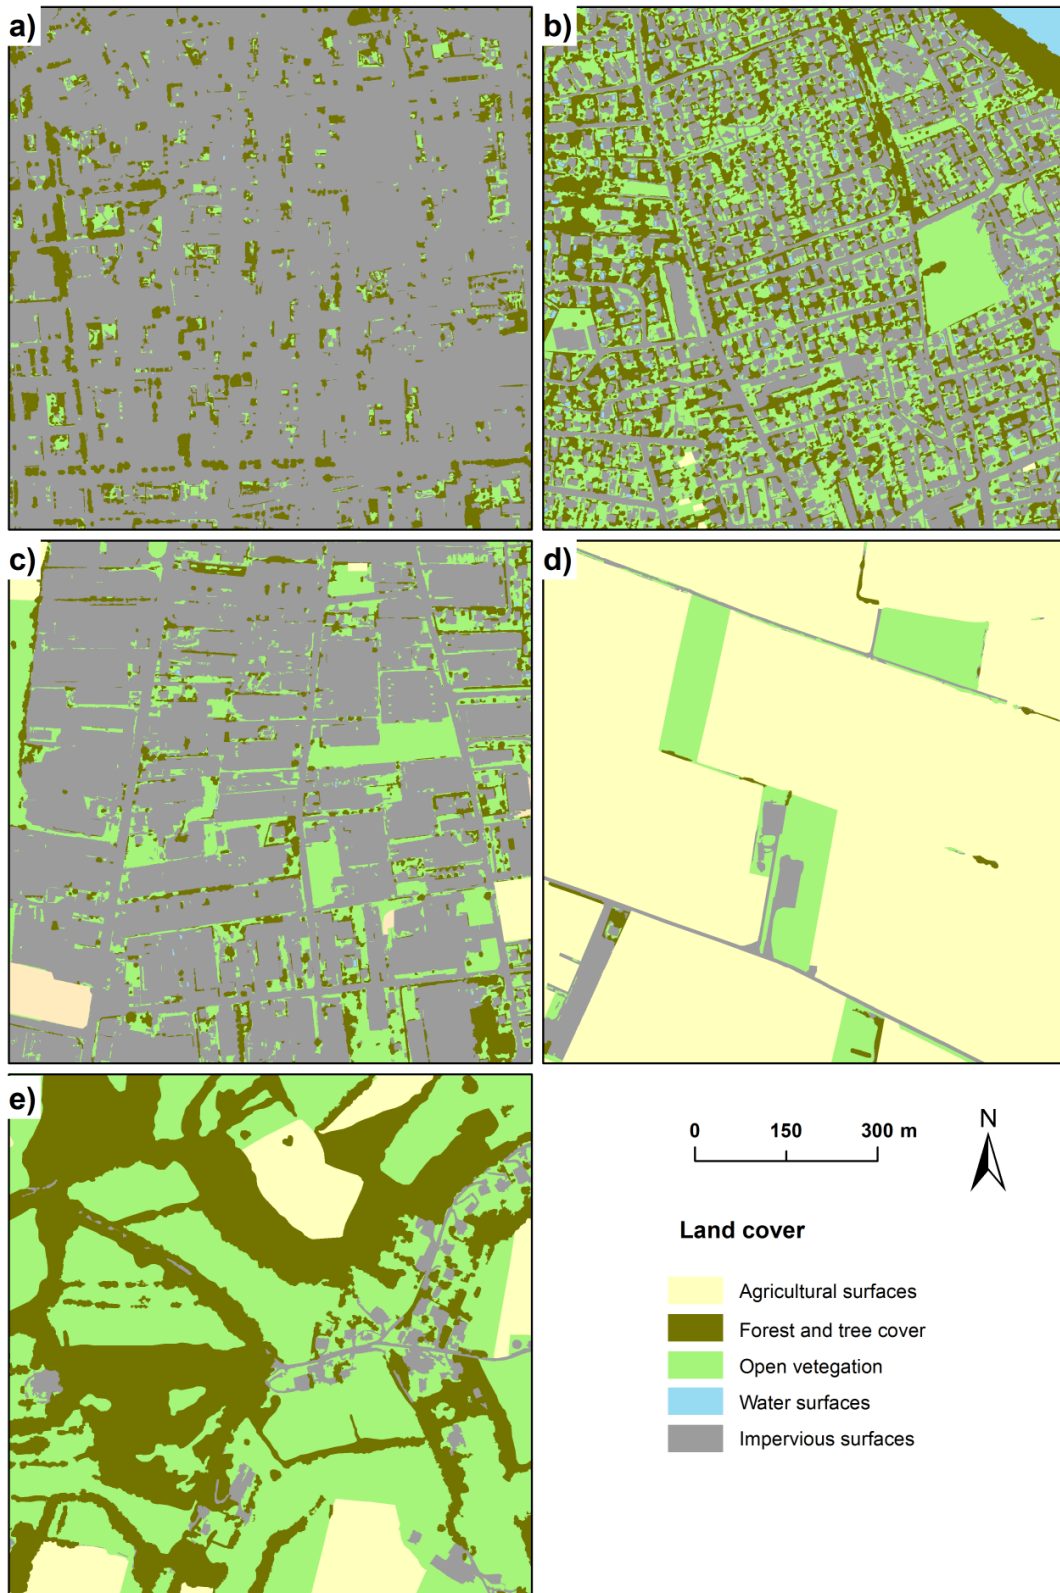 a)
b)
c)
d)
e)
N
0 150 300 m
Land cover
Agricultural surfaces
Forest and tree cover
Open vetegation
Water surfaces
Impervious surfaces